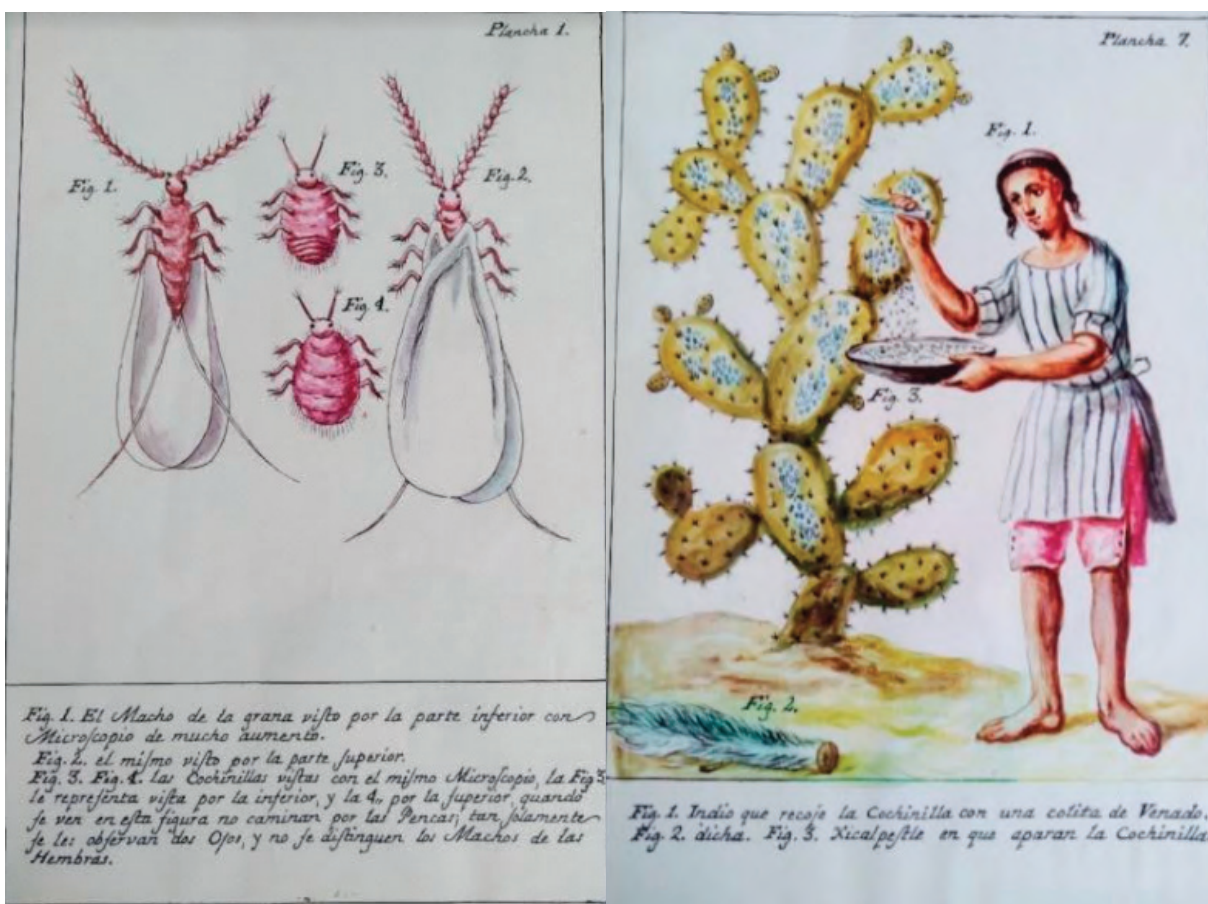 Plancha 1.
Fig. 1.
Fig. 3.
Fig. 2.
Fig. 4.
Fig. 1. El Macho de la grana viſto por la parte inferior con
Microſcopio de mucho aumento.
Fig. 2. el miſmo viſto por la parte ſuperior.
Fig. 3. Fig. 4. las Cochinillas viſtas con el miſmo Microſcopio, la Fig. 3
ſe repreſenta viſta por la inferior, y la 4, por la ſuperior, quando
ſe vén en eſta figura no caminan por las Pencas; tan ſolamente
ſe les obſervan dos Ojos, y no ſe diſtinguen los Machos de las
Hembras.
Plancha 7.
Fig. 1.
Fig. 3.
Fig. 2.
Fig. 1. Indio que recoje la Cochinilla con una colita de Venado.
Fig. 2. dicha. Fig. 3. Xicalpeſtle en que aparan la Cochinilla